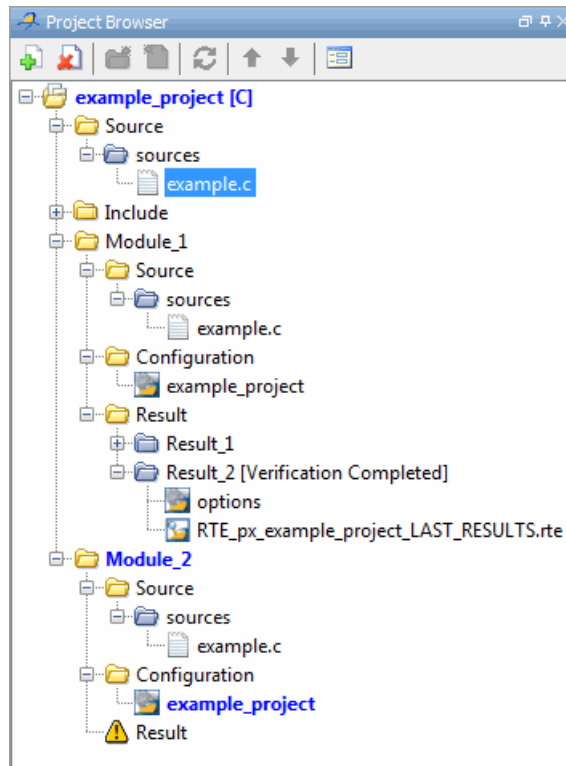 Project Browser
example_project [C]
Source
sources
example.c
Include
Module_1
Source
sources
example.c
Configuration
example_project
Result
Result_1
Result_2 [Verification Completed]
options
RTE_px_example_project_LAST_RESULTS.rte
Module_2
Source
sources
example.c
Configuration
example_project
Result